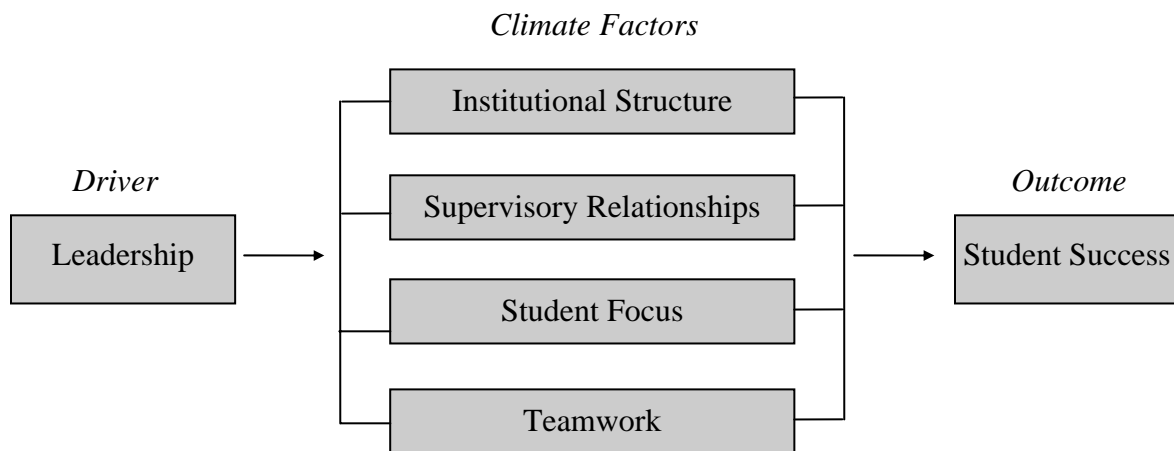 Climate Factors
Institutional Structure
Driver
Leadership
Supervisory Relationships
Student Focus
Teamwork
Outcome
Student Success